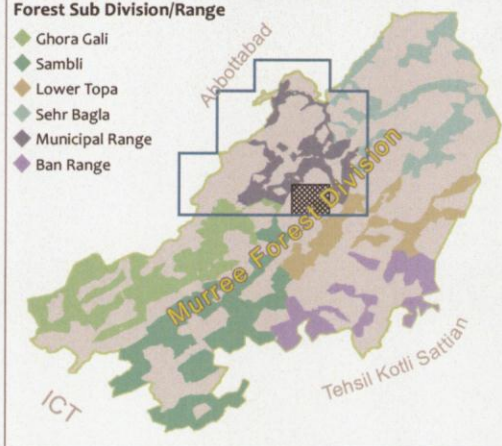 Forest Sub Division/Range
Ghora Gali
Sambli
Lower Topa
Sehr Bagla
Municipal Range
Ban Range
Abbottabad
Murree Forest Division
Tehsil Kotli Sattian
ICT